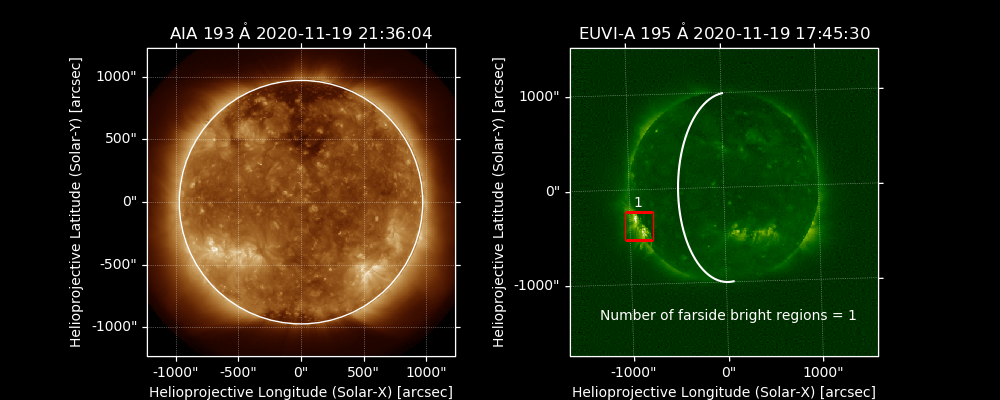 AIA 193 Å 2020-11-19 21:36:04
Helioprojective Latitude (Solar-Y) [arcsec]
1000"
500"
0"
-500"
-1000"
-1000" -500" 0" 500" 1000"
Helioprojective Longitude (Solar-X) [arcsec]
EUVI-A 195 Å 2020-11-19 17:45:30
Helioprojective Latitude (Solar-Y) [arcsec]
1000"
0"
-1000"
1
Number of farside bright regions = 1
-1000" 0" 1000"
Helioprojective Longitude (Solar-X) [arcsec]